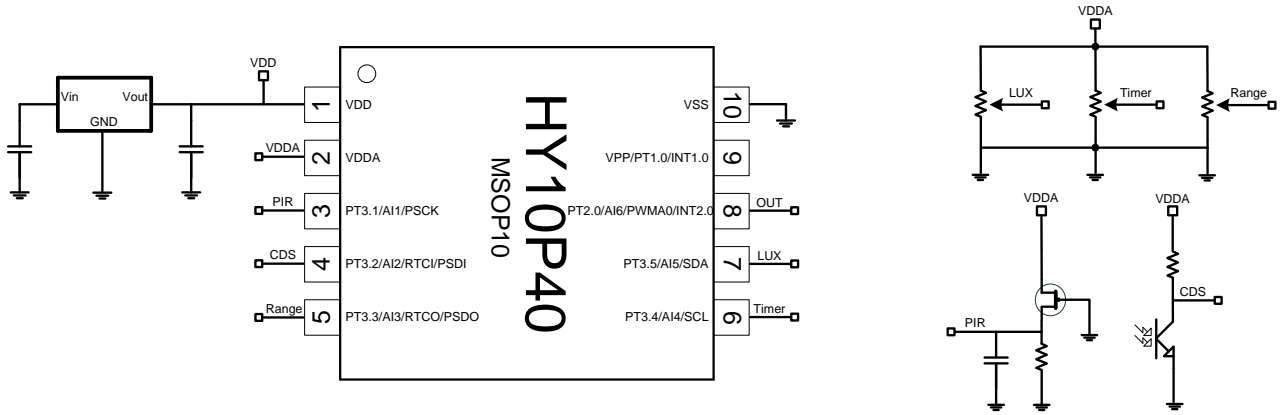 VDD
Vin
Vout
GND
1
VDD
VDDA
2
VDDA
PIR
3
PT3.1/AI1/PSCK
CDS
4
PT3.2/AI2/RTCI/PSDI
Range
5
PT3.3/AI3/RTCO/PSDO
HY10P40
MSOP10
VSS
10
VPP/PT1.0/INT1.0
9
PT2.0/AI6/PWMA0/INT2.0
8
OUT
PT3.5/AI5/SDA
7
LUX
PT3.4/AI4/SCL
6
Timer
VDDA
LUX
Timer
Range
VDDA
PIR
VDDA
CDS